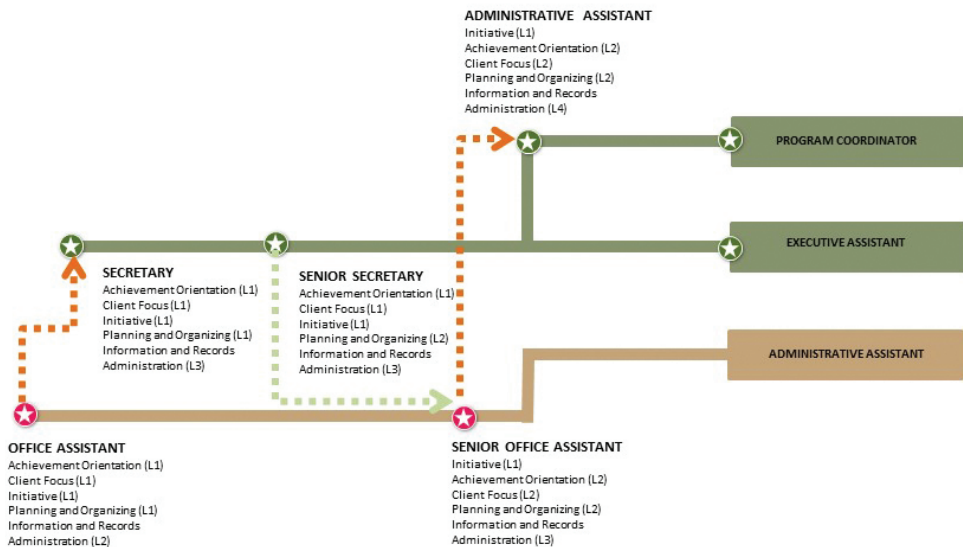 ADMINISTRATIVE ASSISTANT
Initiative (L1)
Achievement Orientation (L2)
Client Focus (L2)
Planning and Organizing (L2)
Information and Records
Administration (L4)
PROGRAM COORDINATOR
EXECUTIVE ASSISTANT
SECRETARY
Achievement Orientation (L1)
Client Focus (L1)
Initiative (L1)
Planning and Organizing (L1)
Information and Records
Administration (L3)
SENIOR SECRETARY
Achievement Orientation (L1)
Client Focus (L1)
Initiative (L1)
Planning and Organizing (L2)
Information and Records
Administration (L3)
ADMINISTRATIVE ASSISTANT
OFFICE ASSISTANT
Achievement Orientation (L1)
Client Focus (L1)
Initiative (L1)
Planning and Organizing (L1)
Information and Records
Administration (L2)
SENIOR OFFICE ASSISTANT
Initiative (L1)
Achievement Orientation (L2)
Client Focus (L2)
Planning and Organizing (L2)
Information and Records
Administration (L3)